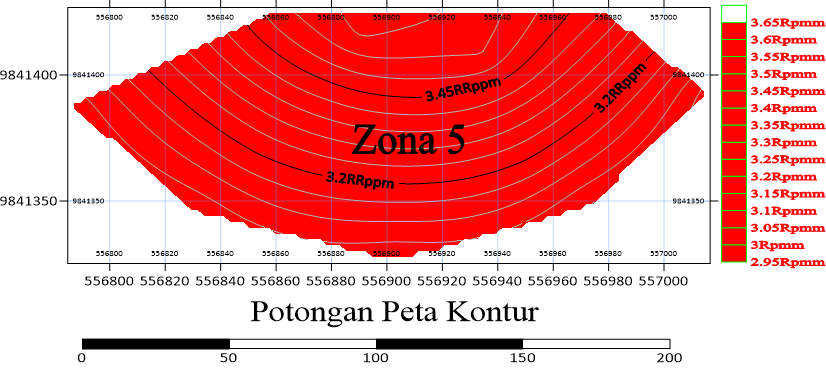 556800 556820 556840 556860 556880 556900 556920 556940 556960 556980 557000
3.65Rpmm
3.6Rpmm
3.55Rpmm
3.5Rpmm
3.45Rpmm
3.4Rpmm
3.35Rpmm
3.3Rpmm
3.25Rpmm
3.2Rpmm
3.15Rpmm
3.1Rpmm
3.05Rpmm
3Rpmm
2.95Rpmm
9841400 9841400 9841400
3.45RRppm
3.2RRppm
Zona 5
3.2RRppm
9841350 9841350 9841350
556800 556820 556840 556860 556880 556900 556920 556940 556960 556980 557000
556800 556820 556840 556860 556880 556900 556920 556940 556960 556980 557000
Potongan Peta Kontur
0 50 100 150 200